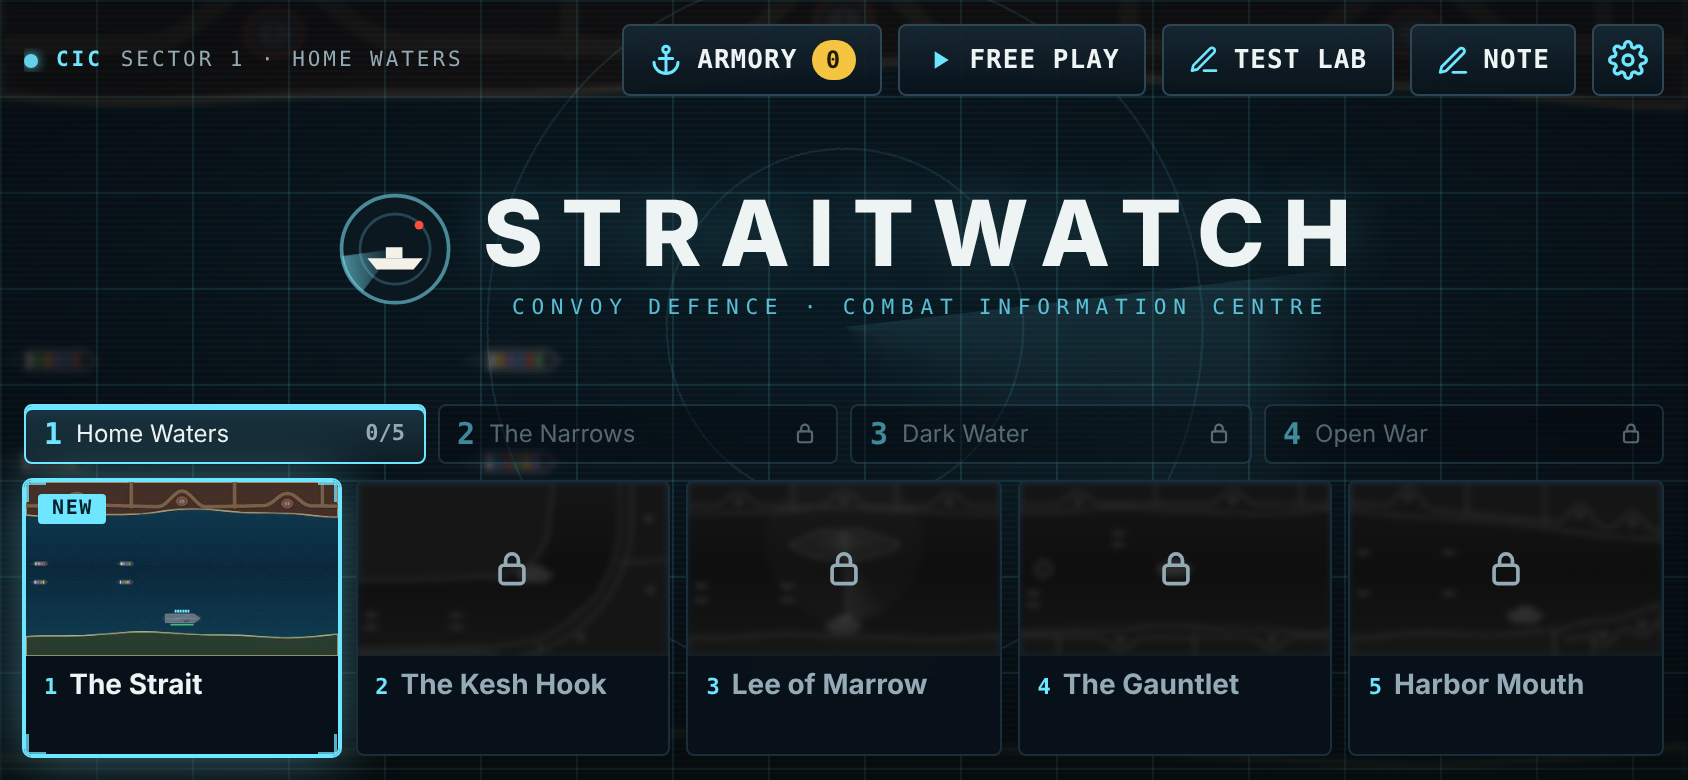 CIC SECTOR 1 · HOME WATERS
ARMORY 0
FREE PLAY
TEST LAB
NOTE
STRAITWATCH
CONVOY DEFENCE · COMBAT INFORMATION CENTRE
1 Home Waters 0/5
2 The Narrows
3 Dark Water
4 Open War
NEW
1 The Strait
2 The Kesh Hook
3 Lee of Marrow
4 The Gauntlet
5 Harbor Mouth